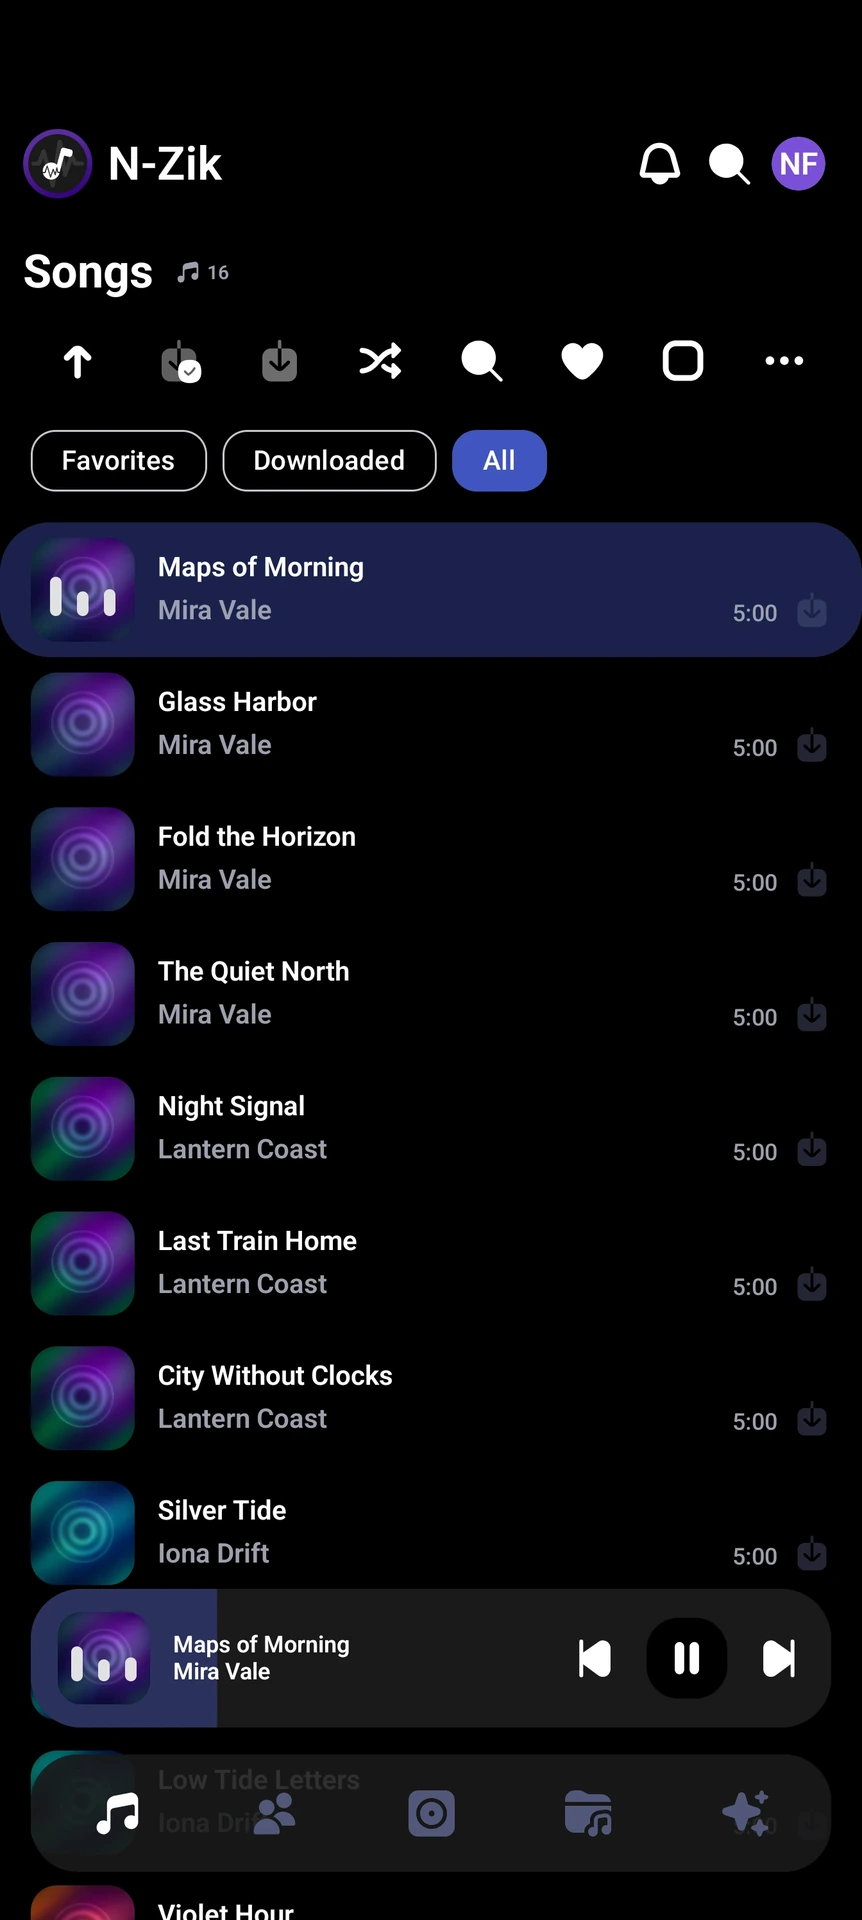 N-Zik
NF
Songs
16
Favorites
Downloaded
All
Maps of Morning
Mira Vale
5:00
Glass Harbor
Mira Vale
5:00
Fold the Horizon
Mira Vale
5:00
The Quiet North
Mira Vale
5:00
Night Signal
Lantern Coast
5:00
Last Train Home
Lantern Coast
5:00
City Without Clocks
Lantern Coast
5:00
Silver Tide
Iona Drift
5:00
Maps of Morning
Mira Vale
Low Tide Letters
Iona Drift
Violet Hour